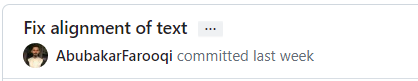 Fix alignment of text ...
AbubakarFarooqi committed last week